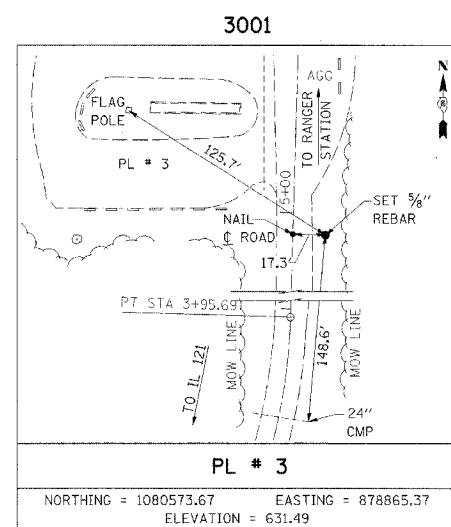 3001
N
AGG
FLAG
POLE
TO RANGER
STATION
125.7'
PL # 3
15+00
SET 5/8"
REBAR
NAIL
℄ ROAD
17.3
PT STA 3+95.69
148.6'
MOW LINE
MOW LINE
TO IL 121
24"
CMP
PL # 3
NORTHING = 1080573.67 EASTING = 878865.37
ELEVATION = 631.49